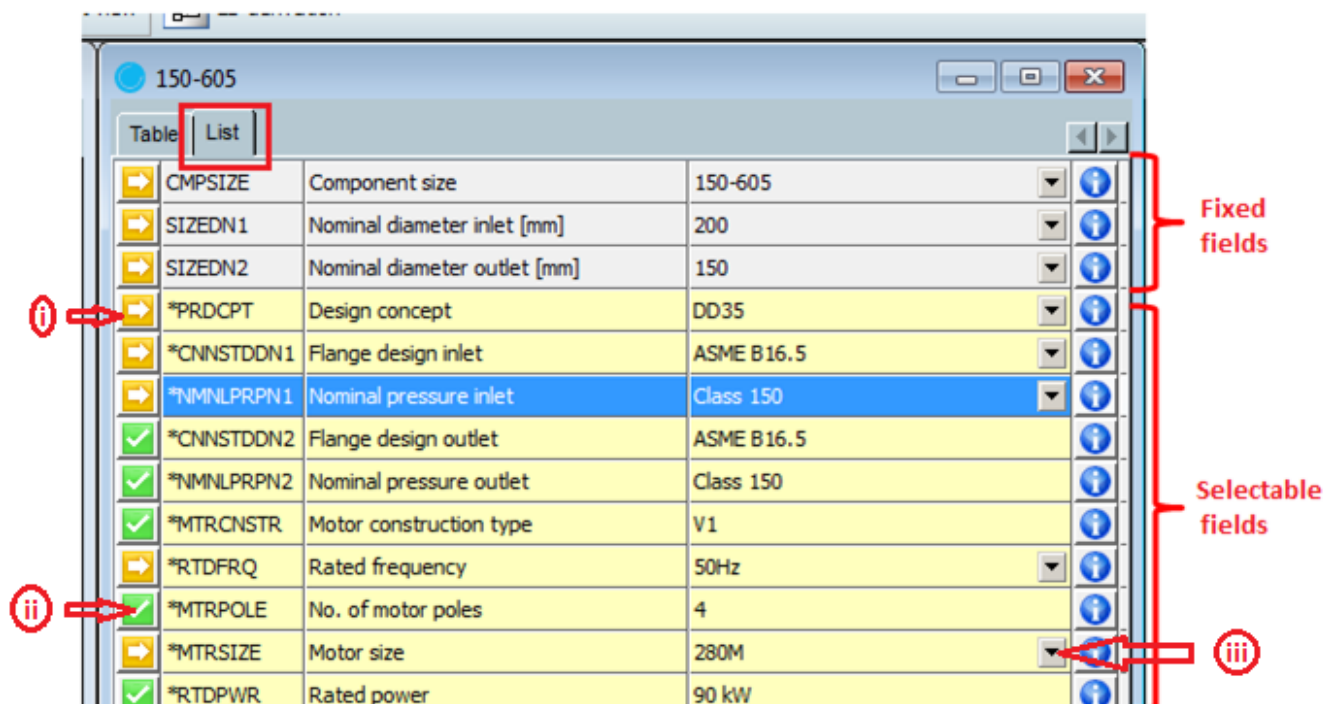 150-605
Table List
CMPSIZE Component size 150-605
SIZEDN1 Nominal diameter inlet [mm] 200
SIZEDN2 Nominal diameter outlet [mm] 150
Fixed fields
i *PRDCPT Design concept DD35
*CNNSTDDN1 Flange design inlet ASME B16.5
*NMNLPRPN1 Nominal pressure inlet Class 150
*CNNSTDDN2 Flange design outlet ASME B16.5
*NMNLPRPN2 Nominal pressure outlet Class 150
*MTRCNSTR Motor construction type V1
Selectable fields
*RTDFRQ Rated frequency 50Hz
ii *MTRPOLE No. of motor poles 4
*MTRSIZE Motor size 280M iii
*RTDPWR Rated power 90 kW